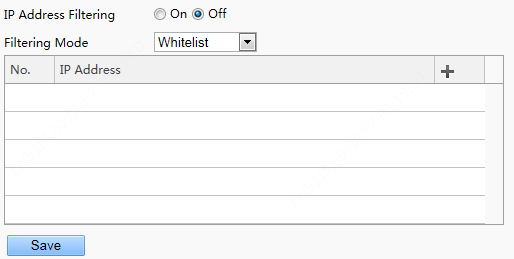 IP Address Filtering On Off
Filtering Mode Whitelist
No. IP Address
Save